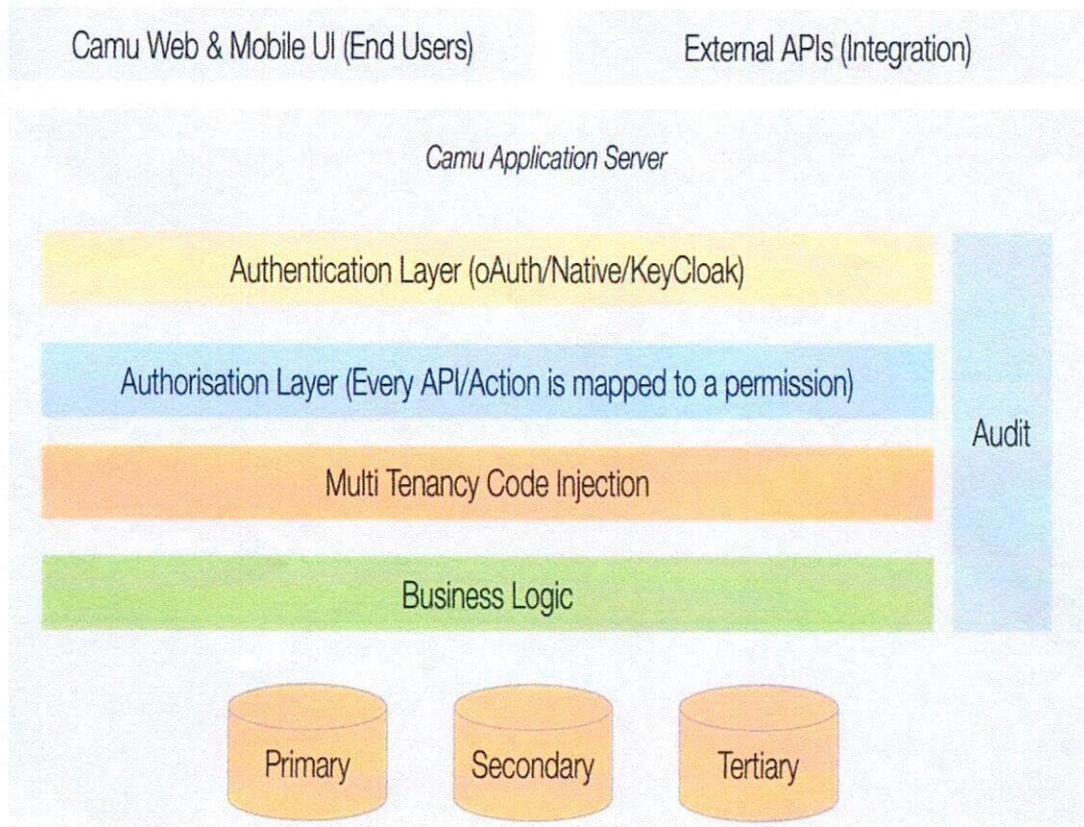 Camu Web & Mobile UI (End Users)
External APIs (Integration)
Camu Application Server
Authentication Layer (oAuth/Native/KeyCloak)
Authorisation Layer (Every API/Action is mapped to a permission)
Multi Tenancy Code Injection
Business Logic
Audit
Primary
Secondary
Tertiary